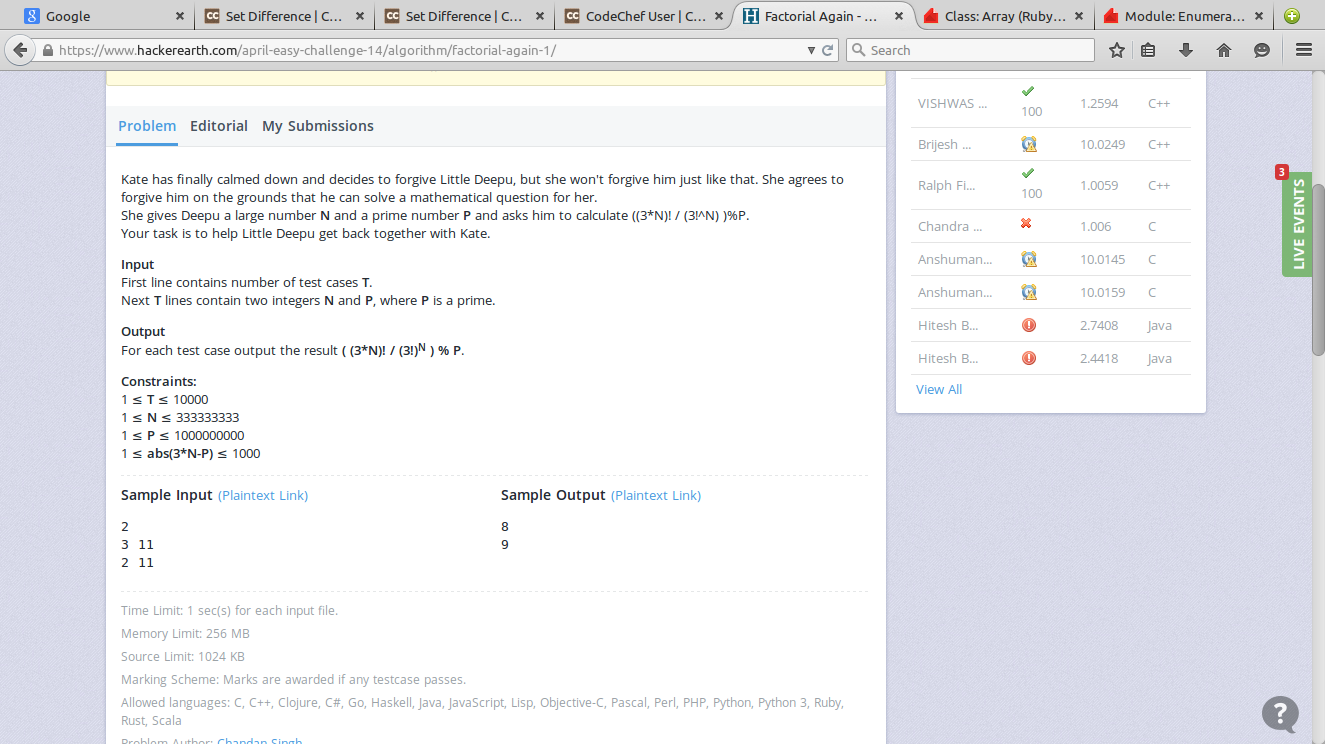 Google
Set Difference | C...
Set Difference | C...
CodeChef User | C...
Factorial Again - ...
Class: Array (Ruby...
Module: Enumera...
https://www.hackerearth.com/april-easy-challenge-14/algorithm/factorial-again-1/
Search
Problem Editorial My Submissions
Kate has finally calmed down and decides to forgive Little Deepu, but she won't forgive him just like that. She agrees to
forgive him on the grounds that he can solve a mathematical question for her.
She gives Deepu a large number N and a prime number P and asks him to calculate ((3*N)! / (3!^N) )%P.
Your task is to help Little Deepu get back together with Kate.
Input
First line contains number of test cases T.
Next T lines contain two integers N and P, where P is a prime.
Output
For each test case output the result ( (3*N)! / (3!)^N ) % P.
Constraints:
1 ≤ T ≤ 10000
1 ≤ N ≤ 333333333
1 ≤ P ≤ 1000000000
1 ≤ abs(3*N-P) ≤ 1000
Sample Input (Plaintext Link)
2
3 11
2 11
Sample Output (Plaintext Link)
8
9
Time Limit: 1 sec(s) for each input file.
Memory Limit: 256 MB
Source Limit: 1024 KB
Marking Scheme: Marks are awarded if any testcase passes.
Allowed languages: C, C++, Clojure, C#, Go, Haskell, Java, JavaScript, Lisp, Objective-C, Pascal, Perl, PHP, Python, Python 3, Ruby,
Rust, Scala
Problem Author: Chandan Singh
VISHWAS ... 100 1.2594 C++
Brijesh ... 10.0249 C++
Ralph Fi... 100 1.0059 C++
Chandra ... 1.006 C
Anshuman... 10.0145 C
Anshuman... 10.0159 C
Hitesh B... 2.7408 Java
Hitesh B... 2.4418 Java
View All
3
LIVE EVENTS
?